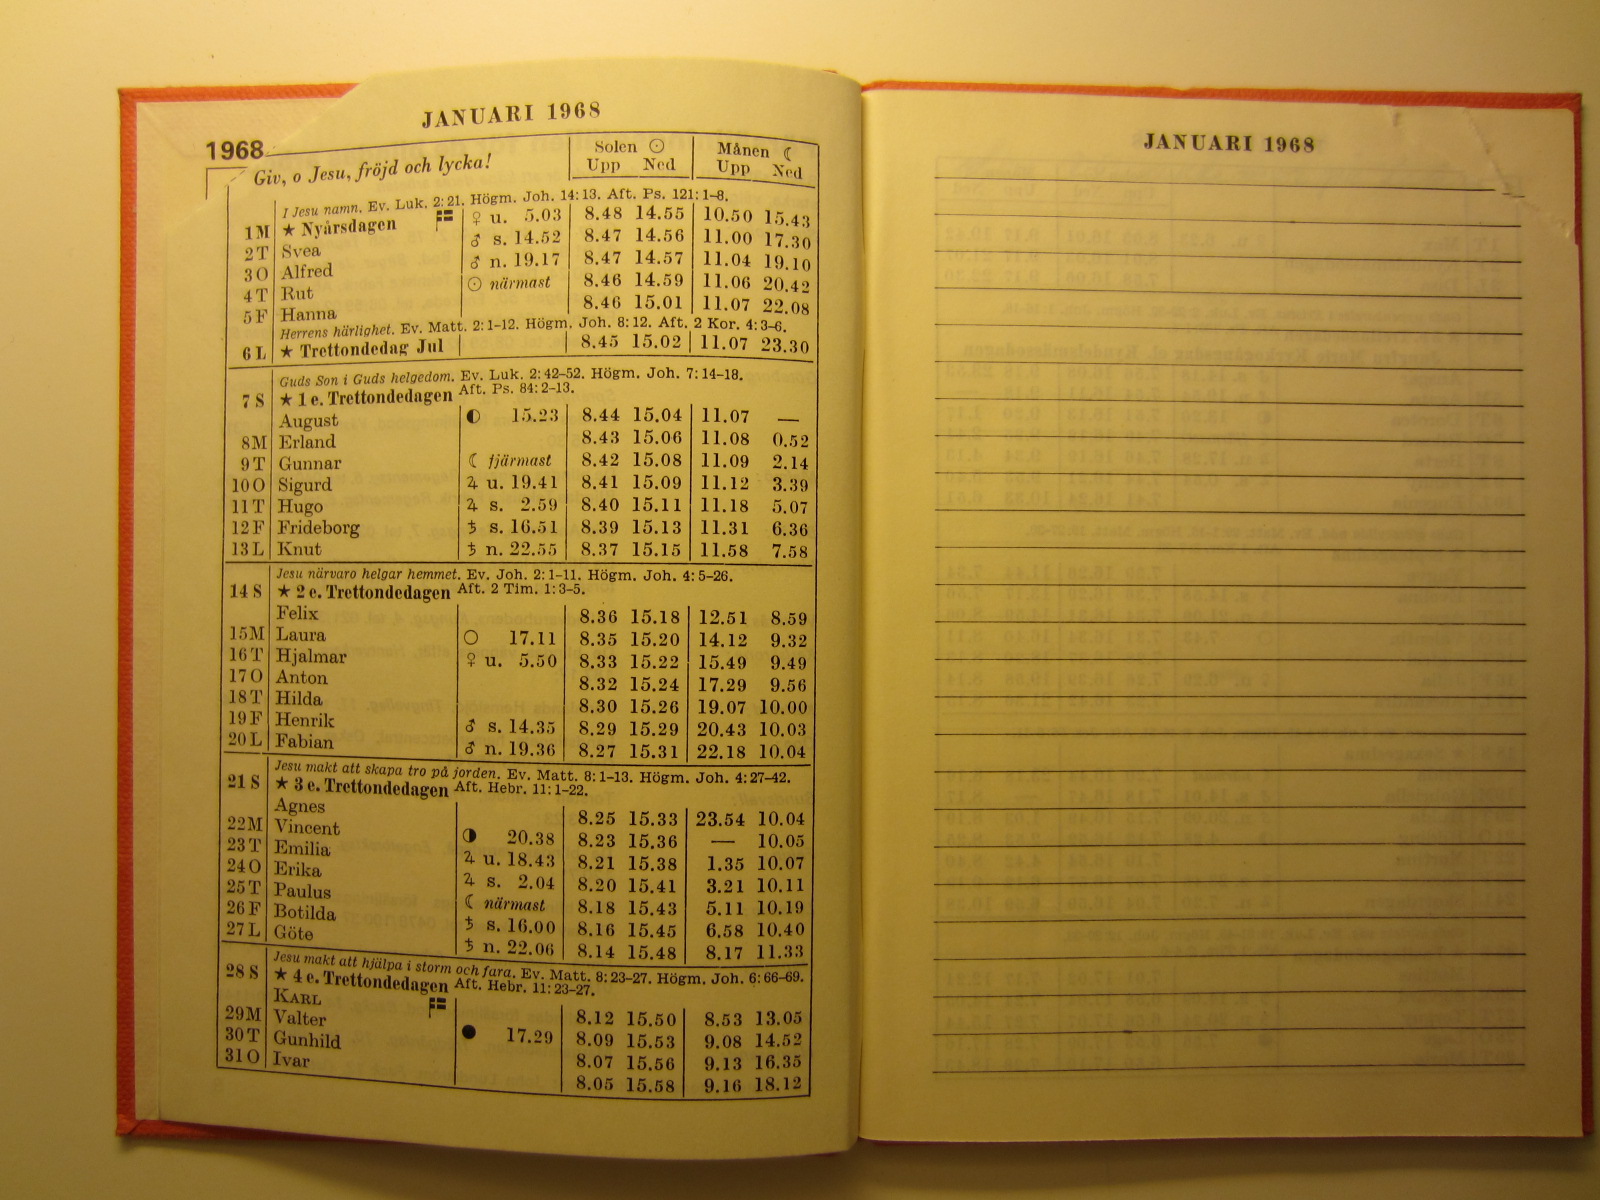 JANUARI 1968
1968
Giv, o Jesu, fröjd och lycka!
Solen ☉ Månen ☾
Upp Ned Upp Ned
I Jesu namn. Ev. Luk. 2:21. Högm. Joh. 14:13. Aft. Ps. 121:1–8.
1 M ★ Nyårsdagen ♀ u. 5.03 8.48 14.55 10.50 15.43
2 T Svea ♂ s. 14.52 8.47 14.56 11.00 17.30
3 O Alfred ♂ n. 19.17 8.47 14.57 11.04 19.10
4 T Rut ☉ närmast 8.46 14.59 11.06 20.42
5 F Hanna 8.46 15.01 11.07 22.08
Herrens härlighet. Ev. Matt. 2:1–12. Högm. Joh. 8:12. Aft. 2 Kor. 4:3–6.
6 L ★ Trettondedag Jul 8.45 15.02 11.07 23.30
Guds Son i Guds helgedom. Ev. Luk. 2:42–52. Högm. Joh. 7:14–18.
7 S ★ 1 e. Trettondedagen Aft. Ps. 84:2–13.
August ◐ 15.23 8.44 15.04 11.07 —
8 M Erland 8.43 15.06 11.08 0.52
9 T Gunnar ☾ fjärmast 8.42 15.08 11.09 2.14
10 O Sigurd ♃ u. 19.41 8.41 15.09 11.12 3.39
11 T Hugo ♃ s. 2.59 8.40 15.11 11.18 5.07
12 F Frideborg ♄ s. 16.51 8.39 15.13 11.31 6.36
13 L Knut ♄ n. 22.55 8.37 15.15 11.58 7.58
Jesu närvaro helgar hemmet. Ev. Joh. 2:1–11. Högm. Joh. 4:5–26.
14 S ★ 2 e. Trettondedagen Aft. 2 Tim. 1:3–5.
Felix 8.36 15.18 12.51 8.59
15 M Laura ○ 17.11 8.35 15.20 14.12 9.32
16 T Hjalmar ♀ u. 5.50 8.33 15.22 15.49 9.49
17 O Anton 8.32 15.24 17.29 9.56
18 T Hilda 8.30 15.26 19.07 10.00
19 F Henrik ♂ s. 14.35 8.29 15.29 20.43 10.03
20 L Fabian ♂ n. 19.36 8.27 15.31 22.18 10.04
Jesu makt att skapa tro på jorden. Ev. Matt. 8:1–13. Högm. Joh. 4:27–42.
21 S ★ 3 e. Trettondedagen Aft. Hebr. 11:1–22.
Agnes 8.25 15.33 23.54 10.04
22 M Vincent ◑ 20.38 8.23 15.36 — 10.05
23 T Emilia ♃ u. 18.43 8.21 15.38 1.35 10.07
24 O Erika ♃ s. 2.04 8.20 15.41 3.21 10.11
25 T Paulus ☾ närmast 8.18 15.43 5.11 10.19
26 F Botilda ♄ s. 16.00 8.16 15.45 6.58 10.40
27 L Göte ♄ n. 22.06 8.14 15.48 8.17 11.33
Jesu makt att hjälpa i storm och fara. Ev. Matt. 8:23–27. Högm. Joh. 6:66–69.
28 S ★ 4 e. Trettondedagen Aft. Hebr. 11:23–27.
KARL 8.12 15.50 8.53 13.05
29 M Valter ● 17.29 8.09 15.53 9.08 14.52
30 T Gunhild 8.07 15.56 9.13 16.35
31 O Ivar 8.05 15.58 9.16 18.12
JANUARI 1968